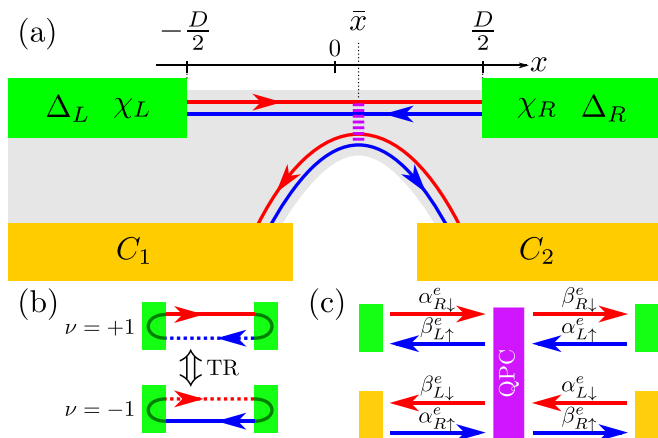 (a)
−D/2 0 x̄ D/2
x
Δ_L χ_L χ_R Δ_R
C_1 C_2
(b) (c)
ν = +1
TR
ν = −1
α^e_{R↓} β^e_{R↓}
β^e_{L↑} α^e_{L↑}
QPC
β^e_{L↓} α^e_{L↓}
α^e_{R↑} β^e_{R↑}